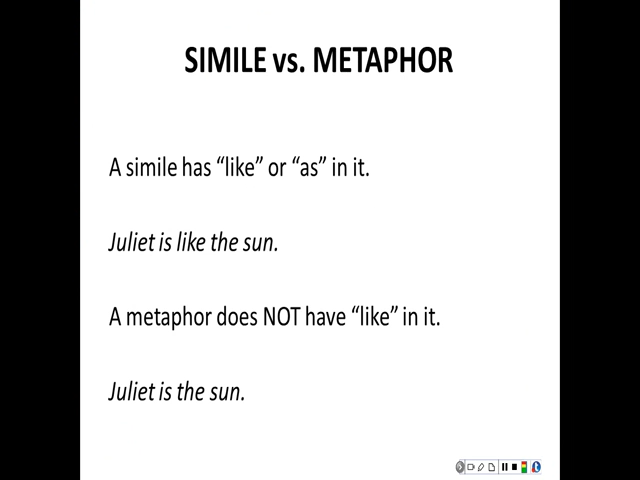 SIMILE vs. METAPHOR
A simile has “like” or “as” in it.
Juliet is like the sun.
A metaphor does NOT have “like” in it.
Juliet is the sun.